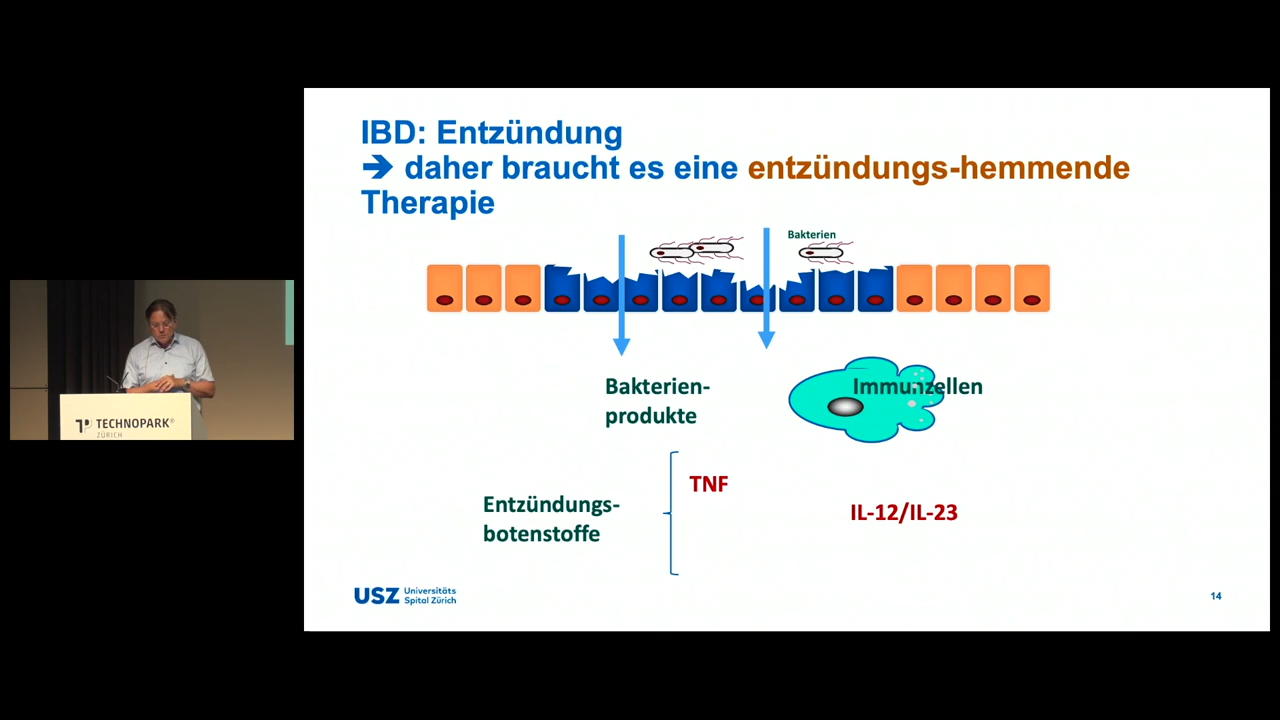 IBD: Entzündung
➔ daher braucht es eine entzündungs-hemmende
Therapie
Bakterien
Bakterien-
produkte
Immunzellen
TNF
Entzündungs-
botenstoffe
IL-12/IL-23
USZ Universitäts
Spital Zürich
14
TECHNOPARK®
ZÜRICH